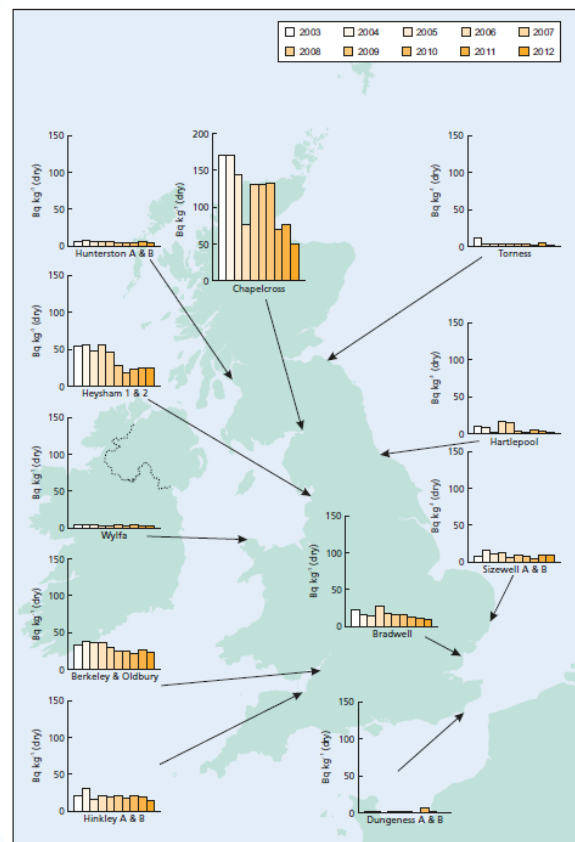 2003 2004 2005 2006 2007
2008 2009 2010 2011 2012
150
100
50
0
Bq kg⁻¹ (dry)
Hunterston A & B
200
150
100
50
0
Bq kg⁻¹ (dry)
Chapelcross
150
100
50
0
Bq kg⁻¹ (dry)
Torness
150
100
50
0
Bq kg⁻¹ (dry)
Heysham 1 & 2
150
100
50
0
Bq kg⁻¹ (dry)
Hartlepool
150
100
50
0
Bq kg⁻¹ (dry)
Wylfa
150
100
50
0
Bq kg⁻¹ (dry)
Sizewell A & B
150
100
50
0
Bq kg⁻¹ (dry)
Bradwell
150
100
50
0
Bq kg⁻¹ (dry)
Berkeley & Oldbury
150
100
50
0
Bq kg⁻¹ (dry)
Hinkley A & B
150
100
50
0
Bq kg⁻¹ (dry)
Dungeness A & B